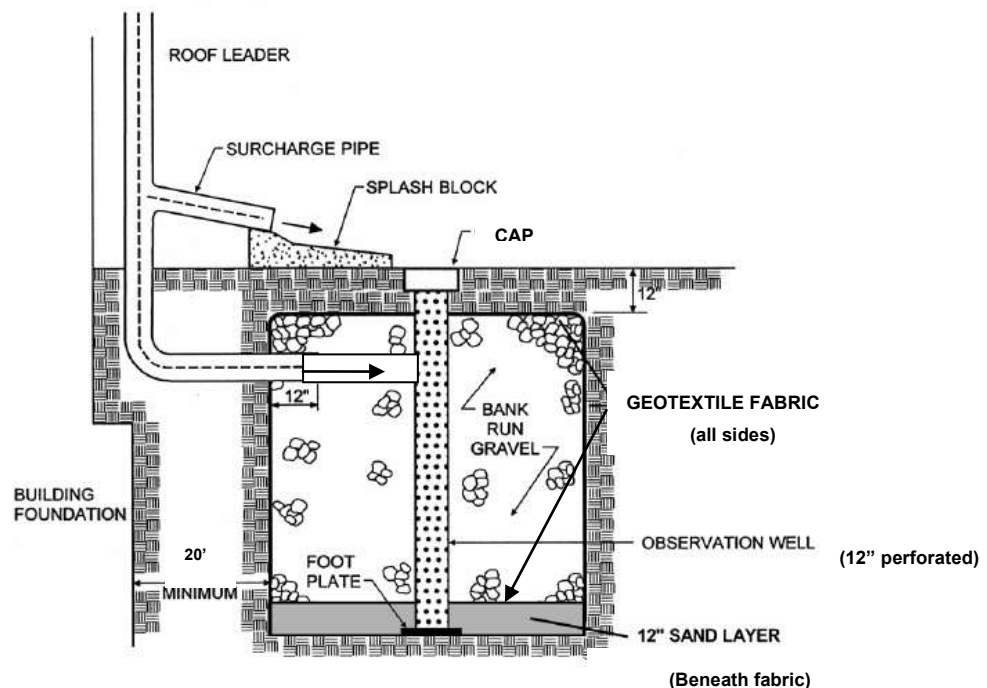 ROOF LEADER
SURCHARGE PIPE
SPLASH BLOCK
CAP
12"
12"
BANK
RUN
GRAVEL
GEOTEXTILE FABRIC
(all sides)
BUILDING
FOUNDATION
20'
MINIMUM
FOOT
PLATE
OBSERVATION WELL
(12” perforated)
12" SAND LAYER
(Beneath fabric)